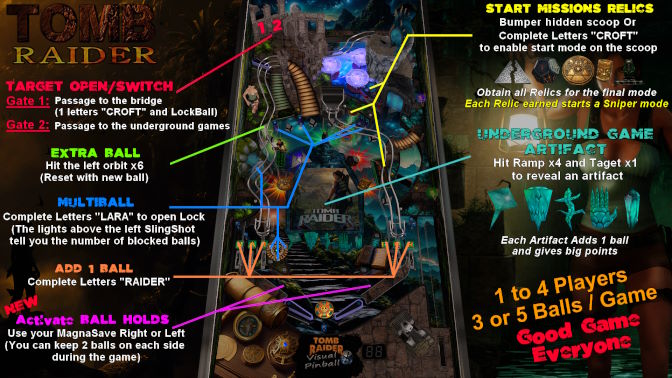 TOMB
RAIDER
1 2
TARGET OPEN/SWITCH
Gate 1: Passage to the bridge
(1 letters "CROFT" and LockBall)
Gate 2: Passage to the underground games
EXTRA BALL
Hit the left orbit x6
(Reset with new ball)
MULTIBALL
Complete Letters "LARA" to open Lock
(The lights above the left SlingShot
tell you the number of blocked balls)
ADD 1 BALL
Complete Letters "RAIDER"
NEW
Activate BALL HOLDS
Use your MagnaSave Right or Left
(You can keep 2 balls on each side
during the game)
TOMB
RAIDER
TOMB
RAIDER
Visual
Pinball
START MISSIONS RELICS
Bumper hidden scoop Or
Complete Letters "CROFT"
to enable start mode on the scoop
Obtain all Relics for the final mode
Each Relic earned starts a Sniper mode
UNDERGROUND GAME
ARTIFACT
Hit Ramp x4 and Taget x1
to reveal an artifact
Each Artifact Adds 1 ball
and gives big points
1 to 4 Players
3 or 5 Balls / Game
Good Game
Everyone